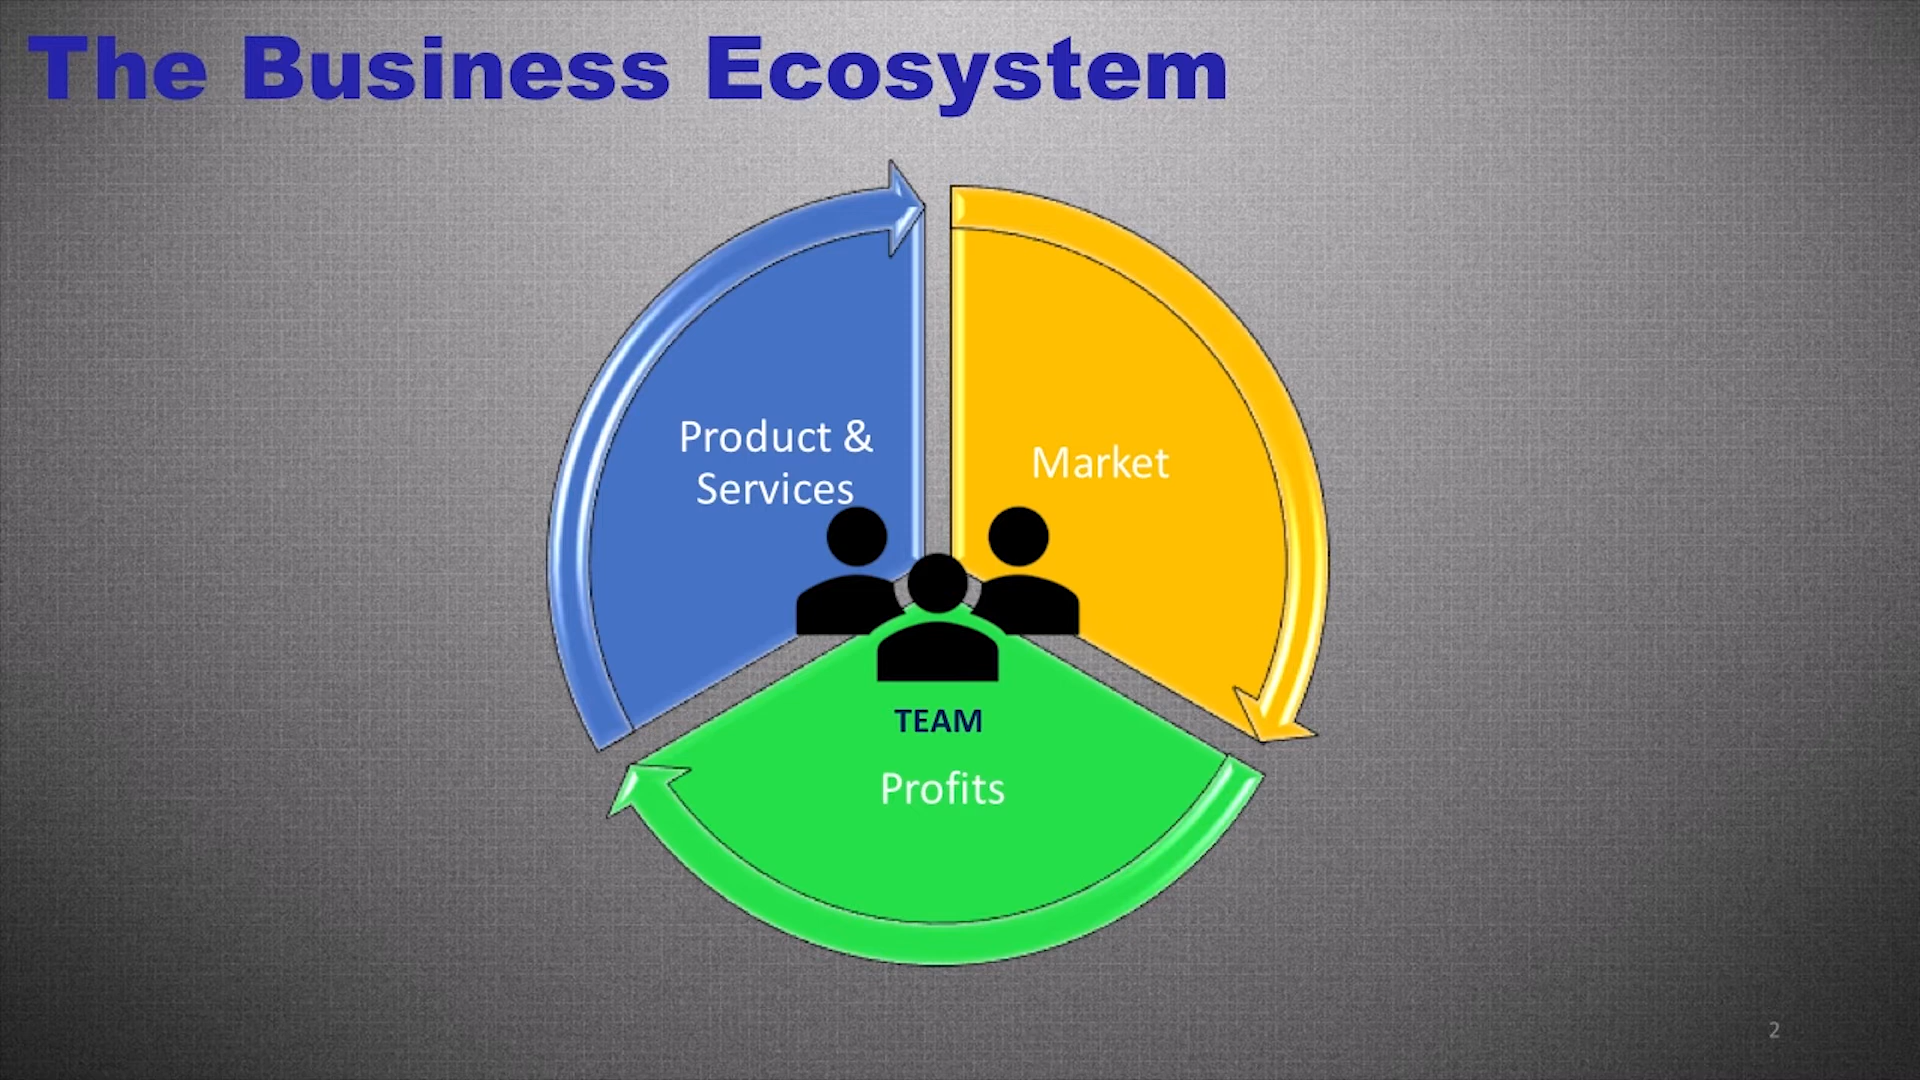 The Business Ecosystem
Product &
Services
Market
TEAM
Profits
2